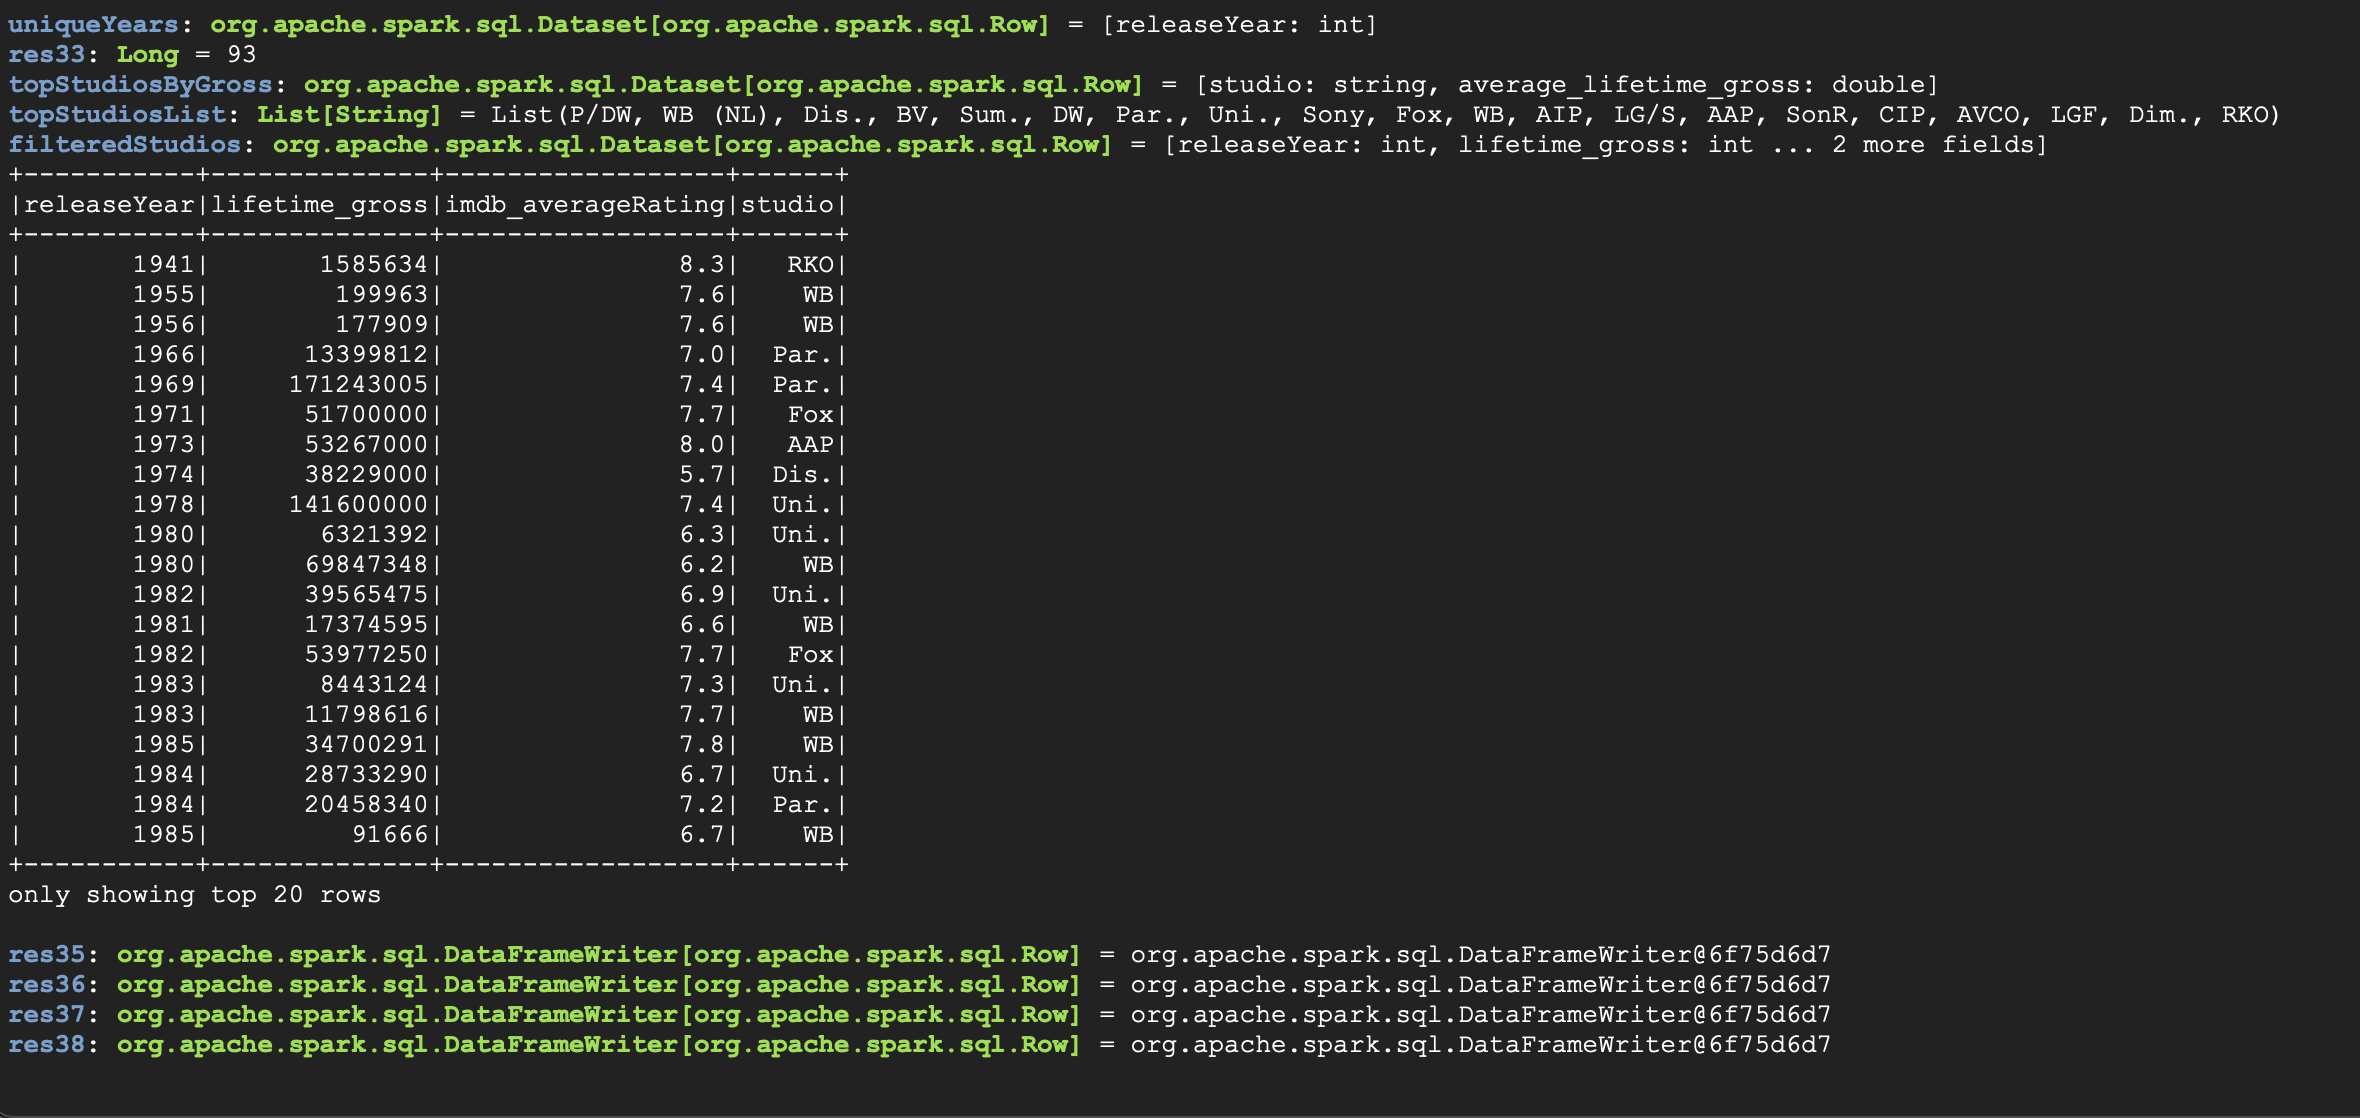 uniqueYears: org.apache.spark.sql.Dataset[org.apache.spark.sql.Row] = [releaseYear: int]
res33: Long = 93
topStudiosByGross: org.apache.spark.sql.Dataset[org.apache.spark.sql.Row] = [studio: string, average_lifetime_gross: double]
topStudiosList: List[String] = List(P/DW, WB (NL), Dis., BV, Sum., DW, Par., Uni., Sony, Fox, WB, AIP, LG/S, AAP, SonR, CIP, AVCO, LGF, Dim., RKO)
filteredStudios: org.apache.spark.sql.Dataset[org.apache.spark.sql.Row] = [releaseYear: int, lifetime_gross: int ... 2 more fields]
+-----------+--------------+------------------+------+
|releaseYear|lifetime_gross|imdb_averageRating|studio|
+-----------+--------------+------------------+------+
|       1941|       1585634|               8.3|   RKO|
|       1955|        199963|               7.6|    WB|
|       1956|        177909|               7.6|    WB|
|       1966|      13399812|               7.0|  Par.|
|       1969|     171243005|               7.4|  Par.|
|       1971|      51700000|               7.7|   Fox|
|       1973|      53267000|               8.0|   AAP|
|       1974|      38229000|               5.7|  Dis.|
|       1978|     141600000|               7.4|  Uni.|
|       1980|       6321392|               6.3|  Uni.|
|       1980|      69847348|               6.2|    WB|
|       1982|      39565475|               6.9|  Uni.|
|       1981|      17374595|               6.6|    WB|
|       1982|      53977250|               7.7|   Fox|
|       1983|       8443124|               7.3|  Uni.|
|       1983|      11798616|               7.7|    WB|
|       1985|      34700291|               7.8|    WB|
|       1984|      28733290|               6.7|  Uni.|
|       1984|      20458340|               7.2|  Par.|
|       1985|         91666|               6.7|    WB|
+-----------+--------------+------------------+------+
only showing top 20 rows
res35: org.apache.spark.sql.DataFrameWriter[org.apache.spark.sql.Row] = org.apache.spark.sql.DataFrameWriter@6f75d6d7
res36: org.apache.spark.sql.DataFrameWriter[org.apache.spark.sql.Row] = org.apache.spark.sql.DataFrameWriter@6f75d6d7
res37: org.apache.spark.sql.DataFrameWriter[org.apache.spark.sql.Row] = org.apache.spark.sql.DataFrameWriter@6f75d6d7
res38: org.apache.spark.sql.DataFrameWriter[org.apache.spark.sql.Row] = org.apache.spark.sql.DataFrameWriter@6f75d6d7